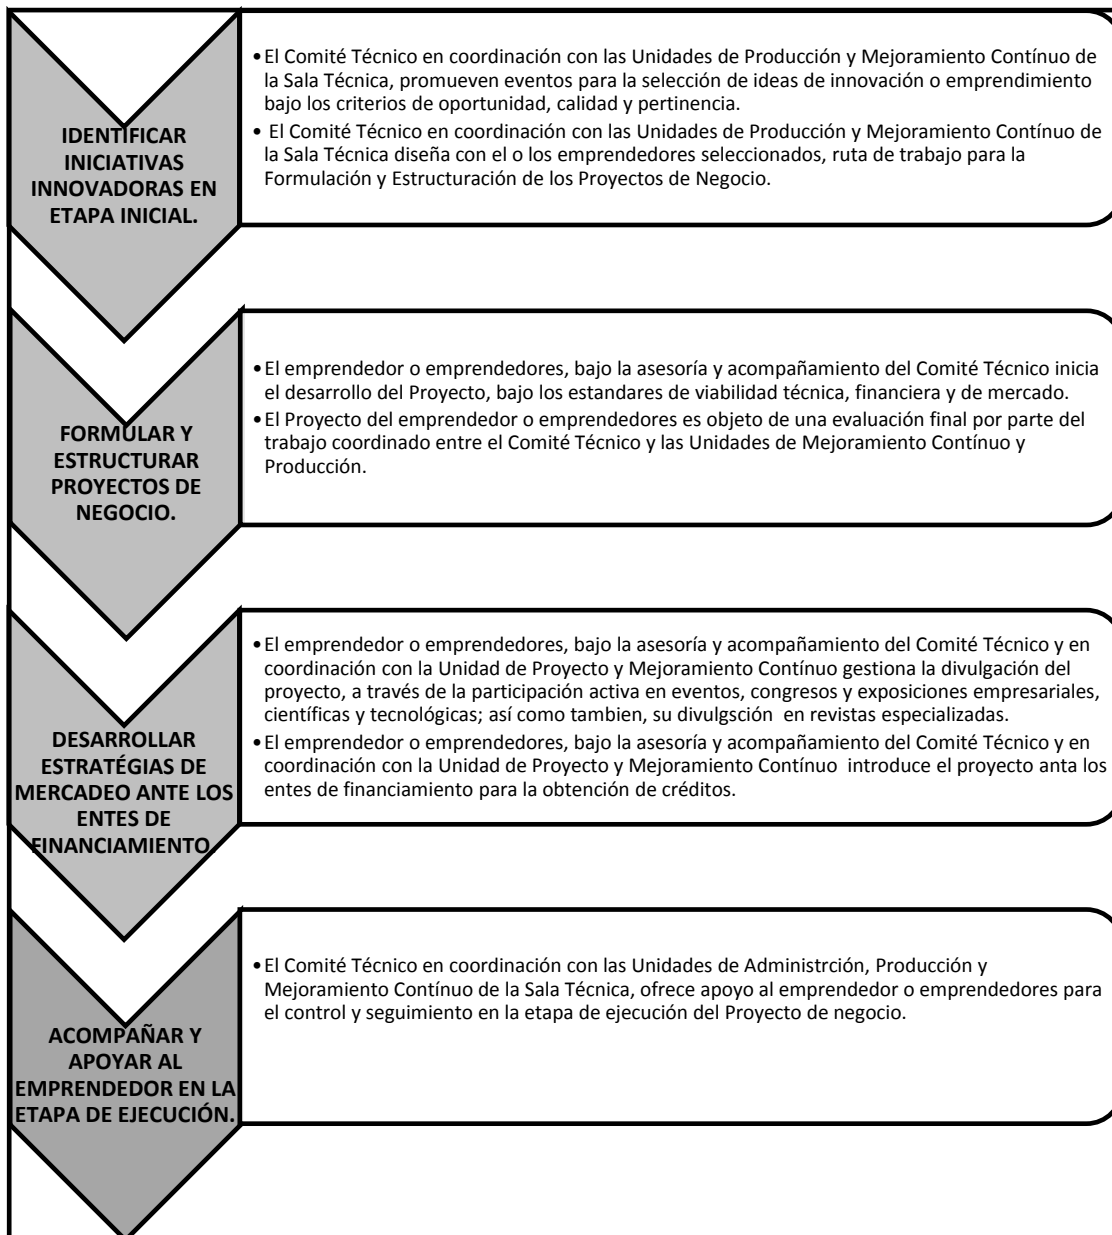 IDENTIFICAR
INICIATIVAS
INNOVADORAS EN
ETAPA INICIAL.
•El Comité Técnico en coordinación con las Unidades de Producción y Mejoramiento Contínuo de
la Sala Técnica, promueven eventos para la selección de ideas de innovación o emprendimiento
bajo los criterios de oportunidad, calidad y pertinencia.
• El Comité Técnico en coordinación con las Unidades de Producción y Mejoramiento Contínuo de
la Sala Técnica diseña con el o los emprendedores seleccionados, ruta de trabajo para la
Formulación y Estructuración de los Proyectos de Negocio.
FORMULAR Y
ESTRUCTURAR
PROYECTOS DE
NEGOCIO.
•El emprendedor o emprendedores, bajo la asesoría y acompañamiento del Comité Técnico inicia
el desarrollo del Proyecto, bajo los estandares de viabilidad técnica, financiera y de mercado.
•El Proyecto del emprendedor o emprendedores es objeto de una evaluación final por parte del
trabajo coordinado entre el Comité Técnico y las Unidades de Mejoramiento Contínuo y
Producción.
DESARROLLAR
ESTRATÉGIAS DE
MERCADEO ANTE LOS
ENTES DE
FINANCIAMIENTO.
•El emprendedor o emprendedores, bajo la asesoría y acompañamiento del Comité Técnico y en
coordinación con la Unidad de Proyecto y Mejoramiento Contínuo gestiona la divulgación del
proyecto, a través de la participación activa en eventos, congresos y exposiciones empresariales,
científicas y tecnológicas; así como tambien, su divulgsción en revistas especializadas.
•El emprendedor o emprendedores, bajo la asesoría y acompañamiento del Comité Técnico y en
coordinación con la Unidad de Proyecto y Mejoramiento Contínuo introduce el proyecto anta los
entes de financiamiento para la obtención de créditos.
ACOMPAÑAR Y
APOYAR AL
EMPRENDEDOR EN LA
ETAPA DE EJECUCIÓN.
•El Comité Técnico en coordinación con las Unidades de Administrción, Producción y
Mejoramiento Contínuo de la Sala Técnica, ofrece apoyo al emprendedor o emprendedores para
el control y seguimiento en la etapa de ejecución del Proyecto de negocio.